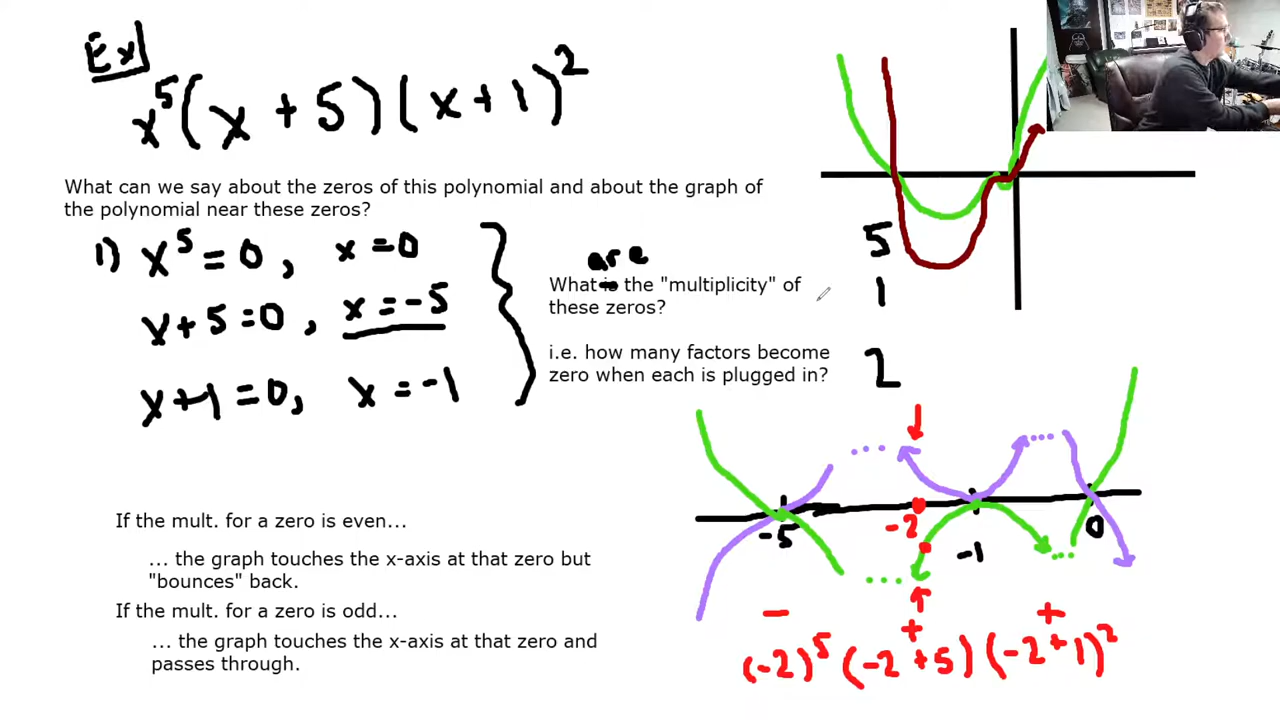 Ex
x⁵(x + 5)(x + 1)²
What can we say about the zeros of this polynomial and about the graph of
the polynomial near these zeros?
1) x⁵ = 0, x = 0
x + 5 = 0, x = -5
x + 1 = 0, x = -1
are
What is the "multiplicity" of
these zeros?
i.e. how many factors become
zero when each is plugged in?
5
1
2
If the mult. for a zero is even...
... the graph touches the x-axis at that zero but
"bounces" back.
If the mult. for a zero is odd...
... the graph touches the x-axis at that zero and
passes through.
-5 -2 -1 0
- + +
(-2)⁵ (-2 + 5) (-2 + 1)²